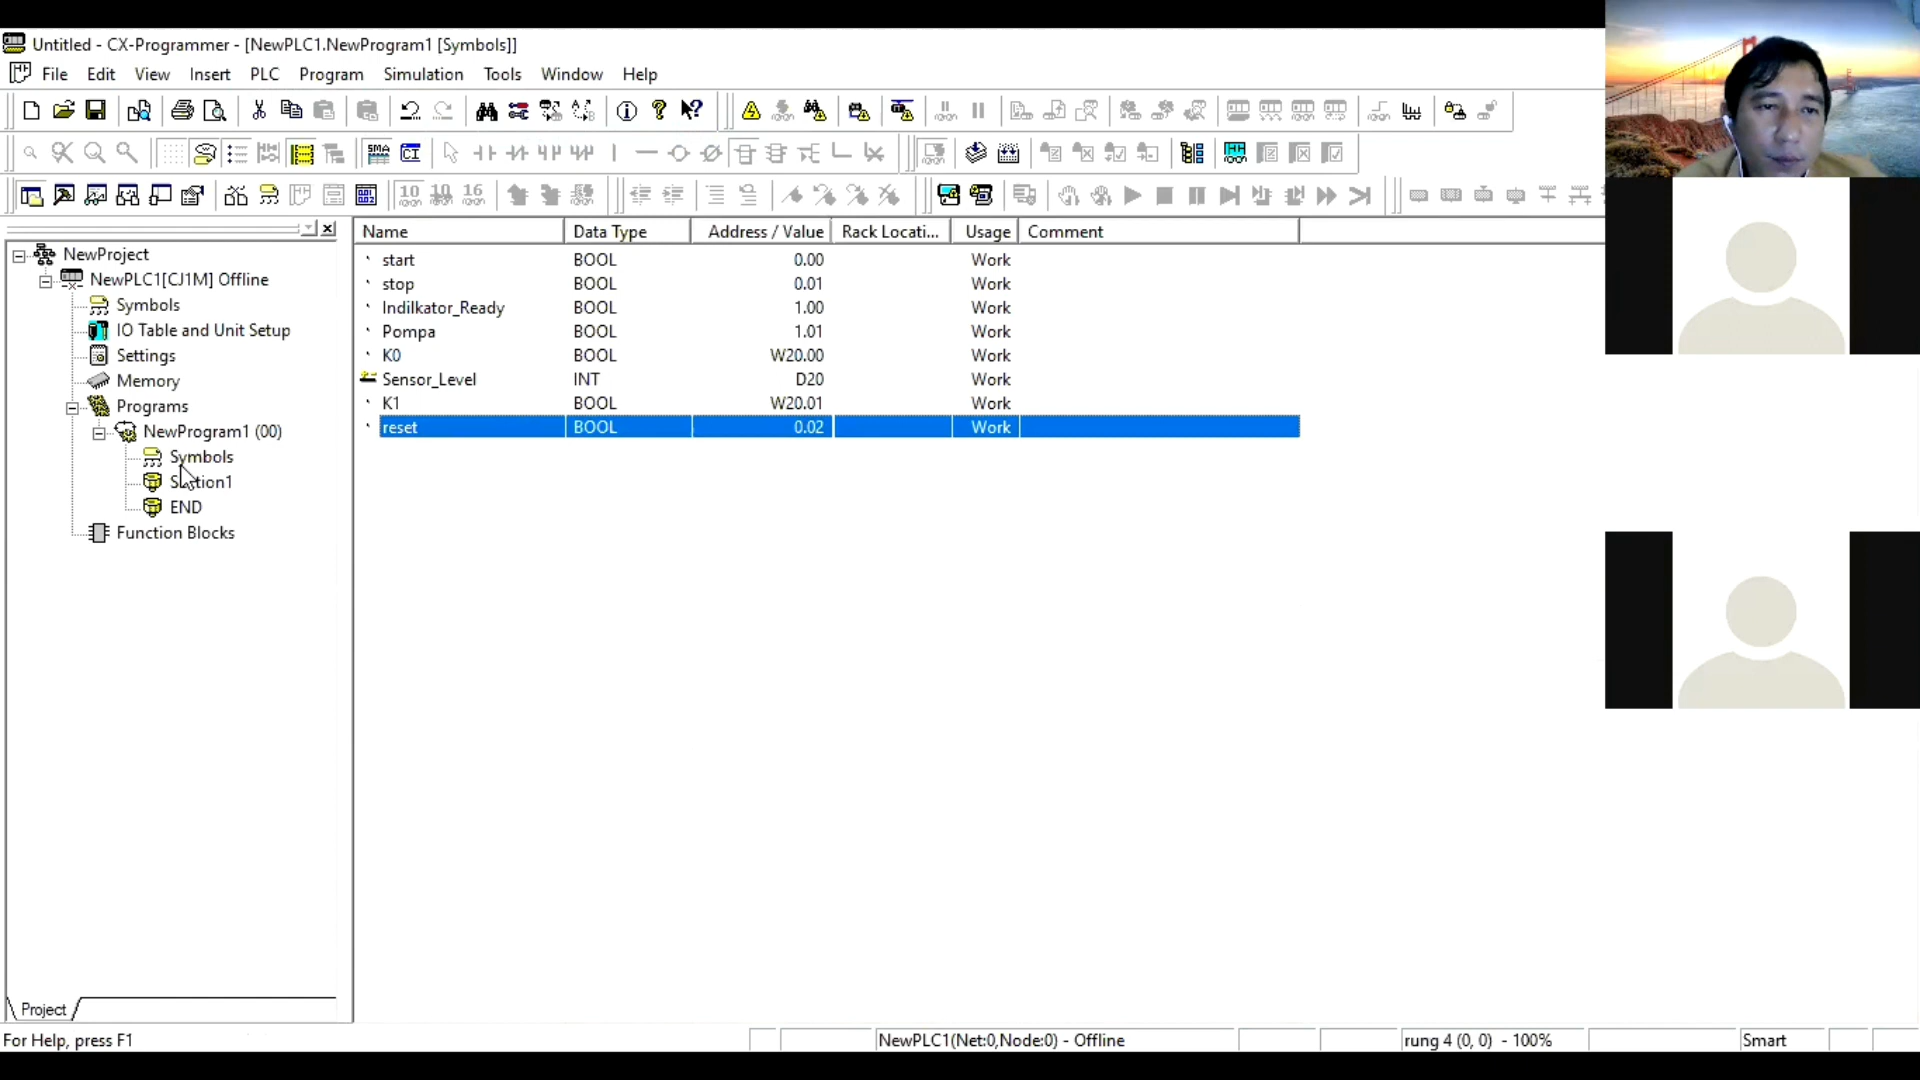 Untitled - CX-Programmer - [NewPLC1.NewProgram1 [Symbols]]
File Edit View Insert PLC Program Simulation Tools Window Help
SMA CI
10 10 16
NewProject
NewPLC1[CJ1M] Offline
Symbols
IO Table and Unit Setup
Settings
Memory
Programs
NewProgram1 (00)
Symbols
Section1
END
Function Blocks
Project
Name Data Type Address / Value Rack Locati... Usage Comment
start BOOL 0.00 Work
stop BOOL 0.01 Work
Indilkator_Ready BOOL 1.00 Work
Pompa BOOL 1.01 Work
K0 BOOL W20.00 Work
Sensor_Level INT D20 Work
K1 BOOL W20.01 Work
reset BOOL 0.02 Work
For Help, press F1 NewPLC1(Net:0,Node:0) - Offline rung 4 (0, 0) - 100% Smart